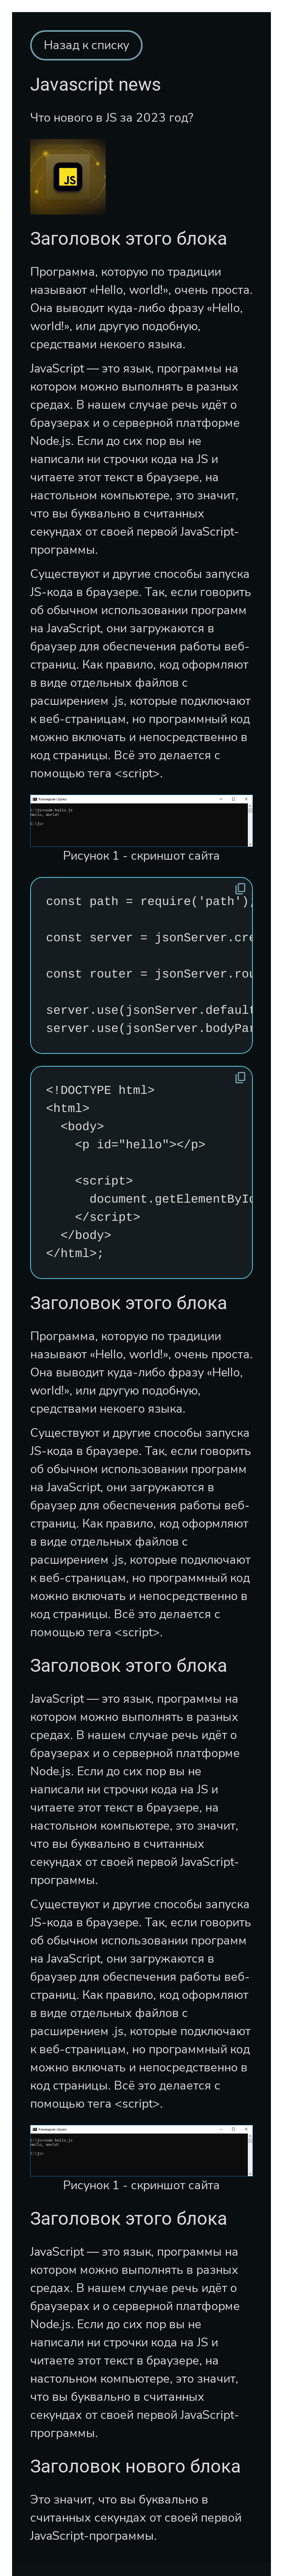 Назад к списку
Javascript news
Что нового в JS за 2023 год?
JS
Заголовок этого блока
Программа, которую по традиции
называют «Hello, world!», очень проста.
Она выводит куда-либо фразу «Hello,
world!», или другую подобную,
средствами некоего языка.
JavaScript — это язык, программы на
котором можно выполнять в разных
средах. В нашем случае речь идёт о
браузерах и о серверной платформе
Node.js. Если до сих пор вы не
написали ни строчки кода на JS и
читаете этот текст в браузере, на
настольном компьютере, это значит,
что вы буквально в считанных
секундах от своей первой JavaScript-
программы.
Существуют и другие способы запуска
JS-кода в браузере. Так, если говорить
об обычном использовании программ
на JavaScript, они загружаются в
браузер для обеспечения работы веб-
страниц. Как правило, код оформляют
в виде отдельных файлов с
расширением .js, которые подключают
к веб-страницам, но программный код
можно включать и непосредственно в
код страницы. Всё это делается с
помощью тега <script>.
Командная строка
C:\js>node hello.js
Hello, World!
C:\js>
Рисунок 1 - скриншот сайта
const path = require('path')
const server = jsonServer.cre
const router = jsonServer.rou
server.use(jsonServer.default
server.use(jsonServer.bodyPar
<!DOCTYPE html>
<html>
<body>
<p id="hello"></p>
<script>
document.getElementById
</script>
</body>
</html>;
Заголовок этого блока
Программа, которую по традиции
называют «Hello, world!», очень проста.
Она выводит куда-либо фразу «Hello,
world!», или другую подобную,
средствами некоего языка.
Существуют и другие способы запуска
JS-кода в браузере. Так, если говорить
об обычном использовании программ
на JavaScript, они загружаются в
браузер для обеспечения работы веб-
страниц. Как правило, код оформляют
в виде отдельных файлов с
расширением .js, которые подключают
к веб-страницам, но программный код
можно включать и непосредственно в
код страницы. Всё это делается с
помощью тега <script>.
Заголовок этого блока
JavaScript — это язык, программы на
котором можно выполнять в разных
средах. В нашем случае речь идёт о
браузерах и о серверной платформе
Node.js. Если до сих пор вы не
написали ни строчки кода на JS и
читаете этот текст в браузере, на
настольном компьютере, это значит,
что вы буквально в считанных
секундах от своей первой JavaScript-
программы.
Существуют и другие способы запуска
JS-кода в браузере. Так, если говорить
об обычном использовании программ
на JavaScript, они загружаются в
браузер для обеспечения работы веб-
страниц. Как правило, код оформляют
в виде отдельных файлов с
расширением .js, которые подключают
к веб-страницам, но программный код
можно включать и непосредственно в
код страницы. Всё это делается с
помощью тега <script>.
Командная строка
C:\js>node hello.js
Hello, World!
C:\js>
Рисунок 1 - скриншот сайта
Заголовок этого блока
JavaScript — это язык, программы на
котором можно выполнять в разных
средах. В нашем случае речь идёт о
браузерах и о серверной платформе
Node.js. Если до сих пор вы не
написали ни строчки кода на JS и
читаете этот текст в браузере, на
настольном компьютере, это значит,
что вы буквально в считанных
секундах от своей первой JavaScript-
программы.
Заголовок нового блока
Это значит, что вы буквально в
считанных секундах от своей первой
JavaScript-программы.